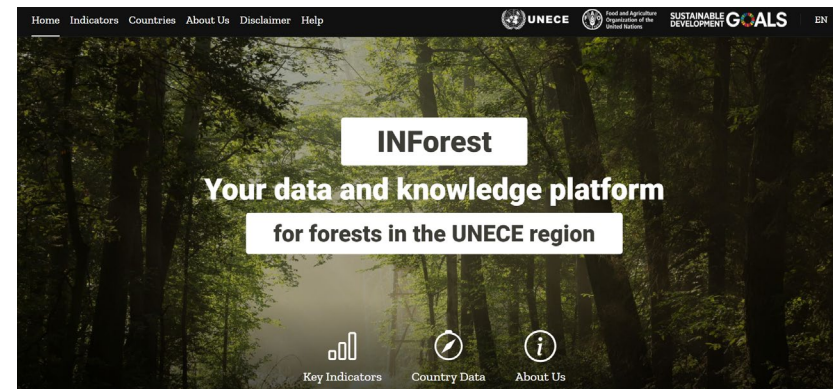 Home Indicators Countries About Us Disclaimer Help
UNECE
Food and Agriculture
Organization of the
United Nations
SUSTAINABLE
DEVELOPMENT GOALS
EN
INForest
Your data and knowledge platform
for forests in the UNECE region
Key Indicators Country Data About Us